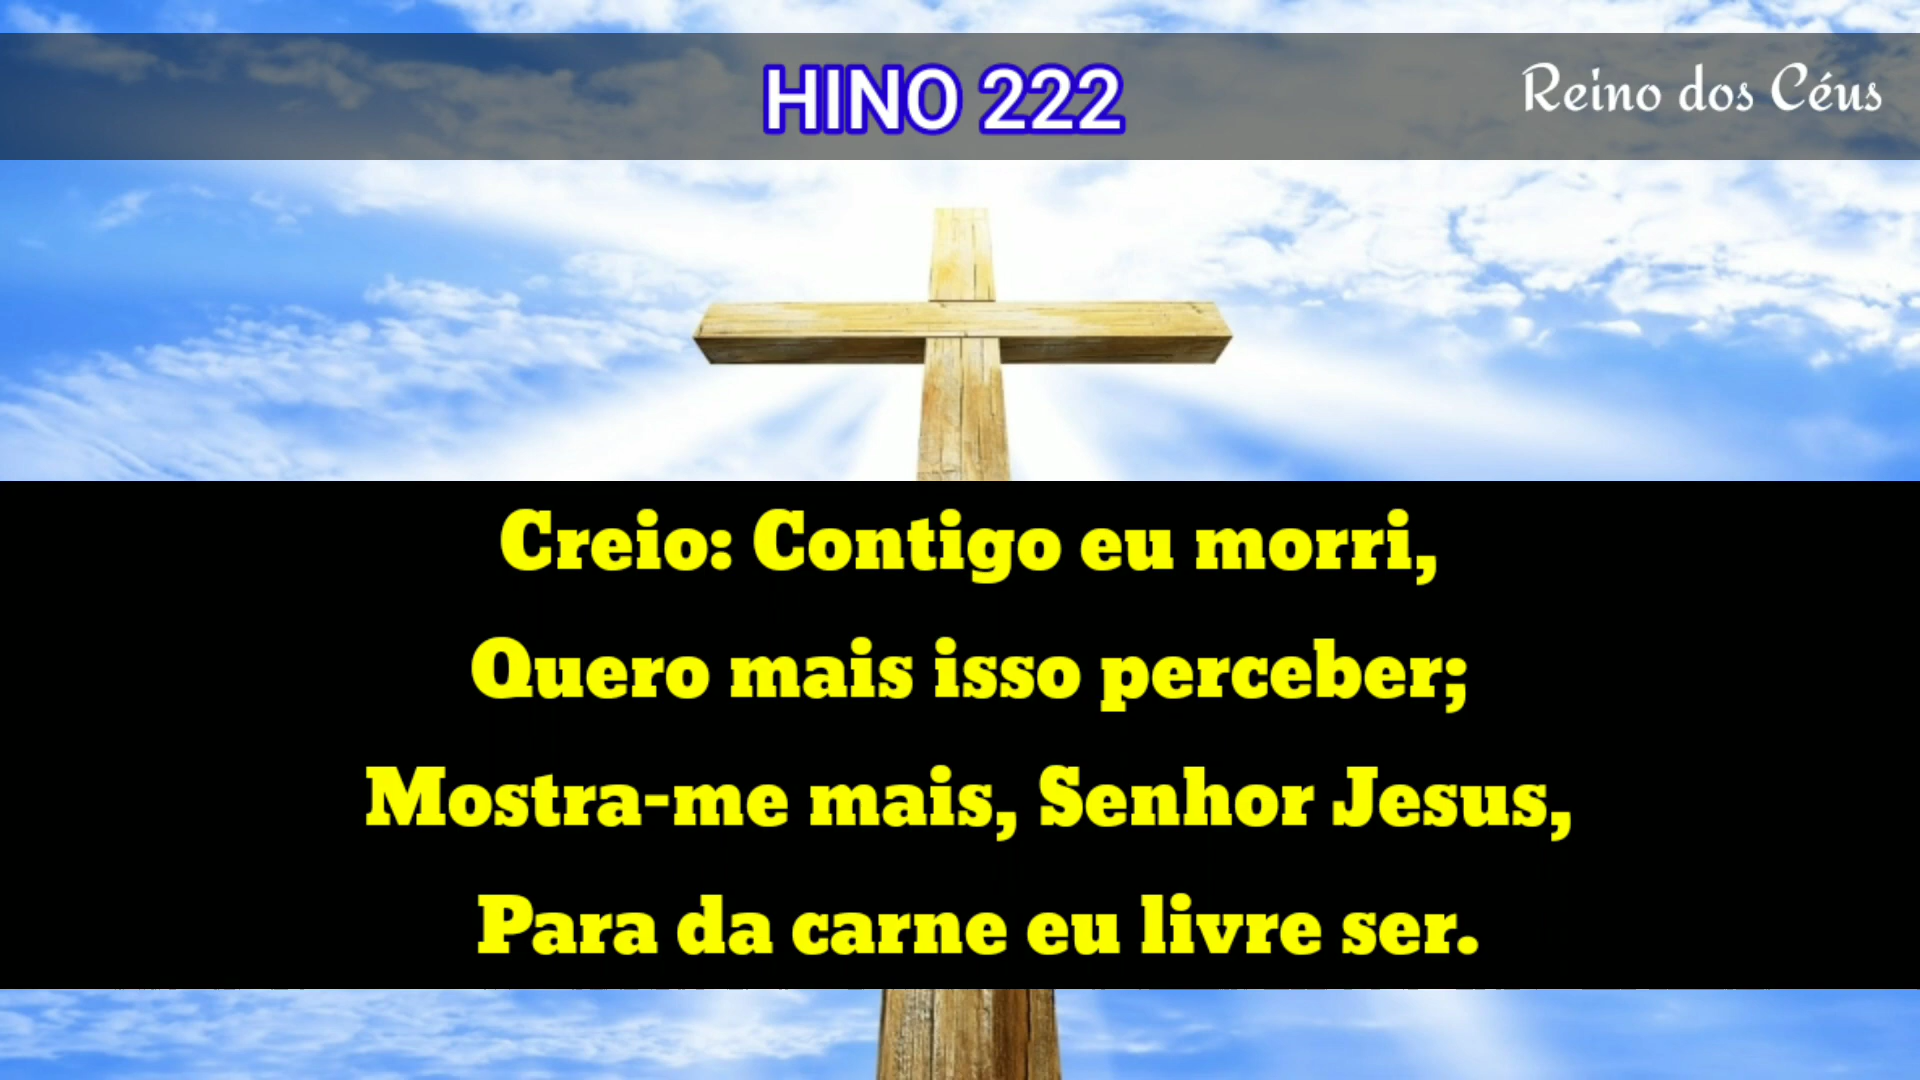 HINO 222
Reino dos Céus
Creio: Contigo eu morri,
Quero mais isso perceber;
Mostra-me mais, Senhor Jesus,
Para da carne eu livre ser.